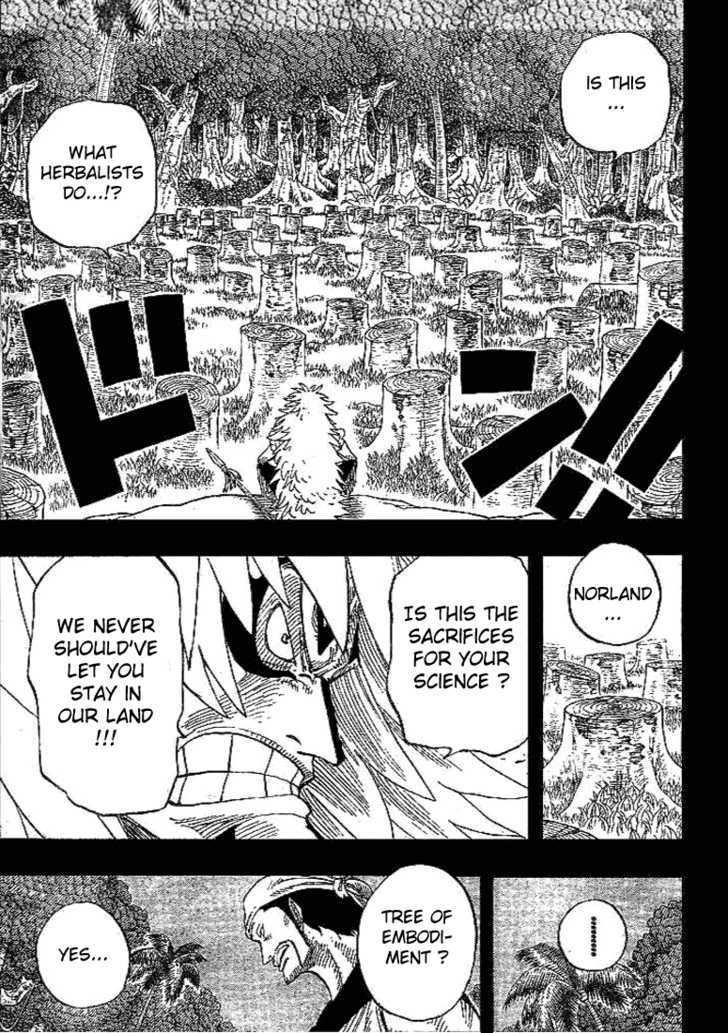 IS THIS
...
WHAT
HERBALISTS
DO...!?
ドーン!!
NORLAND
...
IS THIS THE
SACRIFICES
FOR YOUR
SCIENCE ?
WE NEVER
SHOULD'VE
LET YOU
STAY IN
OUR LAND
!!!
..........
TREE OF
EMBODI-
MENT ?
YES...